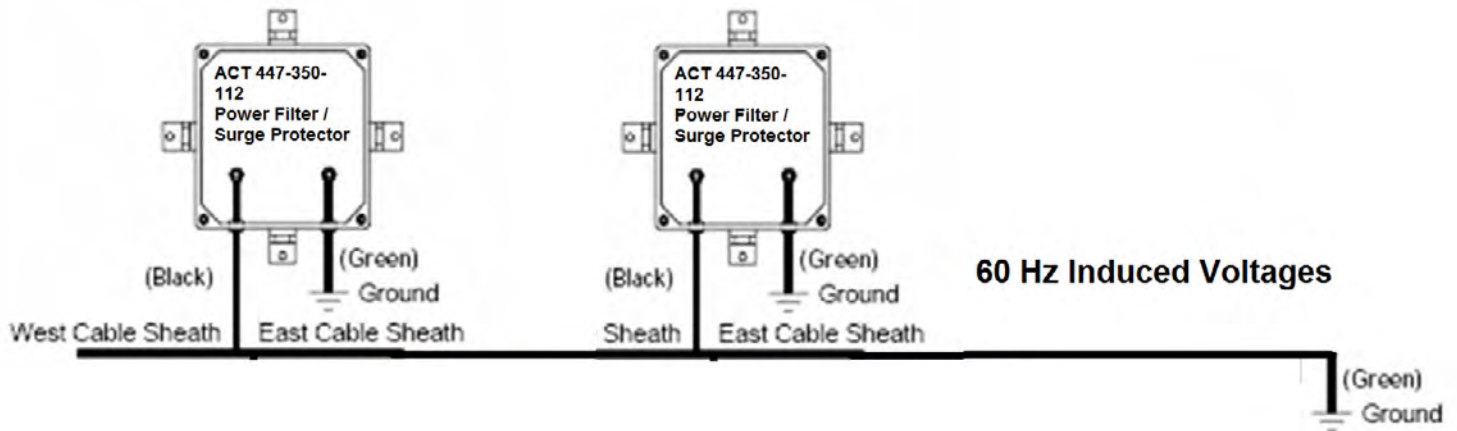 ACT 447-350-
112
Power Filter /
Surge Protector
(Black)
(Green)
Ground
West Cable Sheath
East Cable Sheath
ACT 447-350-
112
Power Filter /
Surge Protector
(Black)
(Green)
Ground
Sheath
East Cable Sheath
60 Hz Induced Voltages
(Green)
Ground